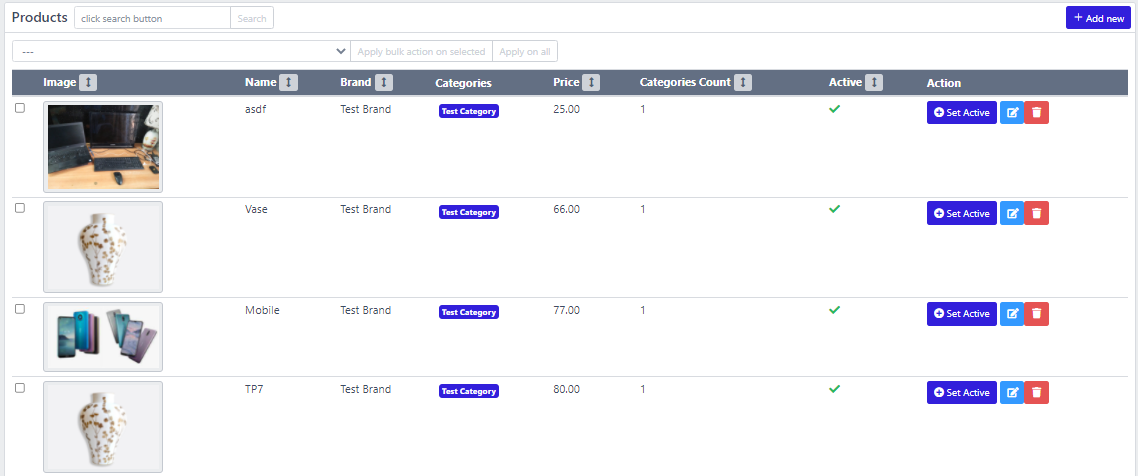 Products click search button Search + Add new
--- Apply bulk action on selected Apply on all
Image Name Brand Categories Price Categories Count Active Action
asdf Test Brand Test Category 25.00 1 Set Active
Vase Test Brand Test Category 66.00 1 Set Active
Mobile Test Brand Test Category 77.00 1 Set Active
TP7 Test Brand Test Category 80.00 1 Set Active